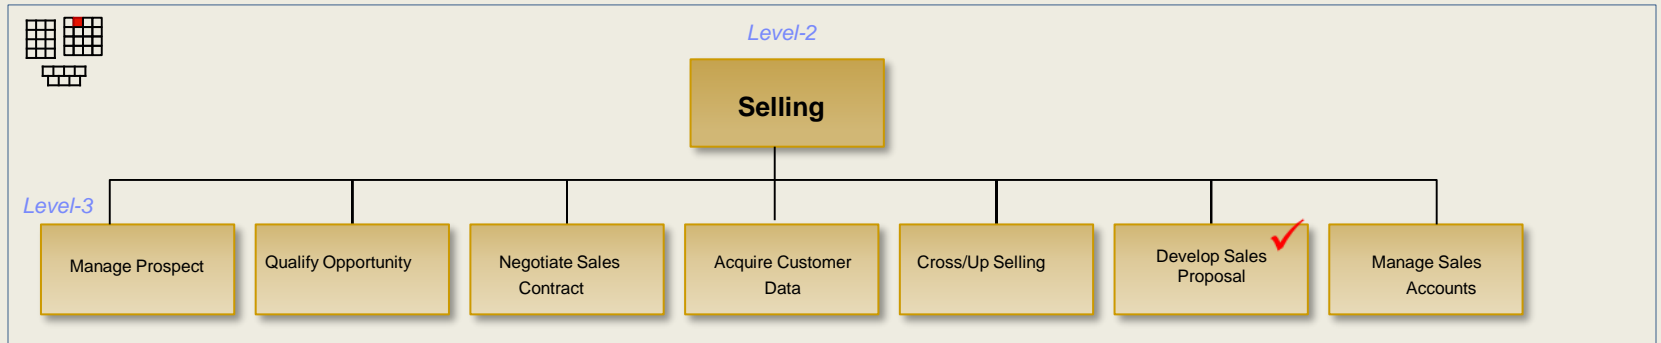 Level-2
Selling
Level-3
Manage Prospect
Qualify Opportunity
Negotiate Sales
Contract
Acquire Customer
Data
Cross/Up Selling
Develop Sales
Proposal
Manage Sales
Accounts